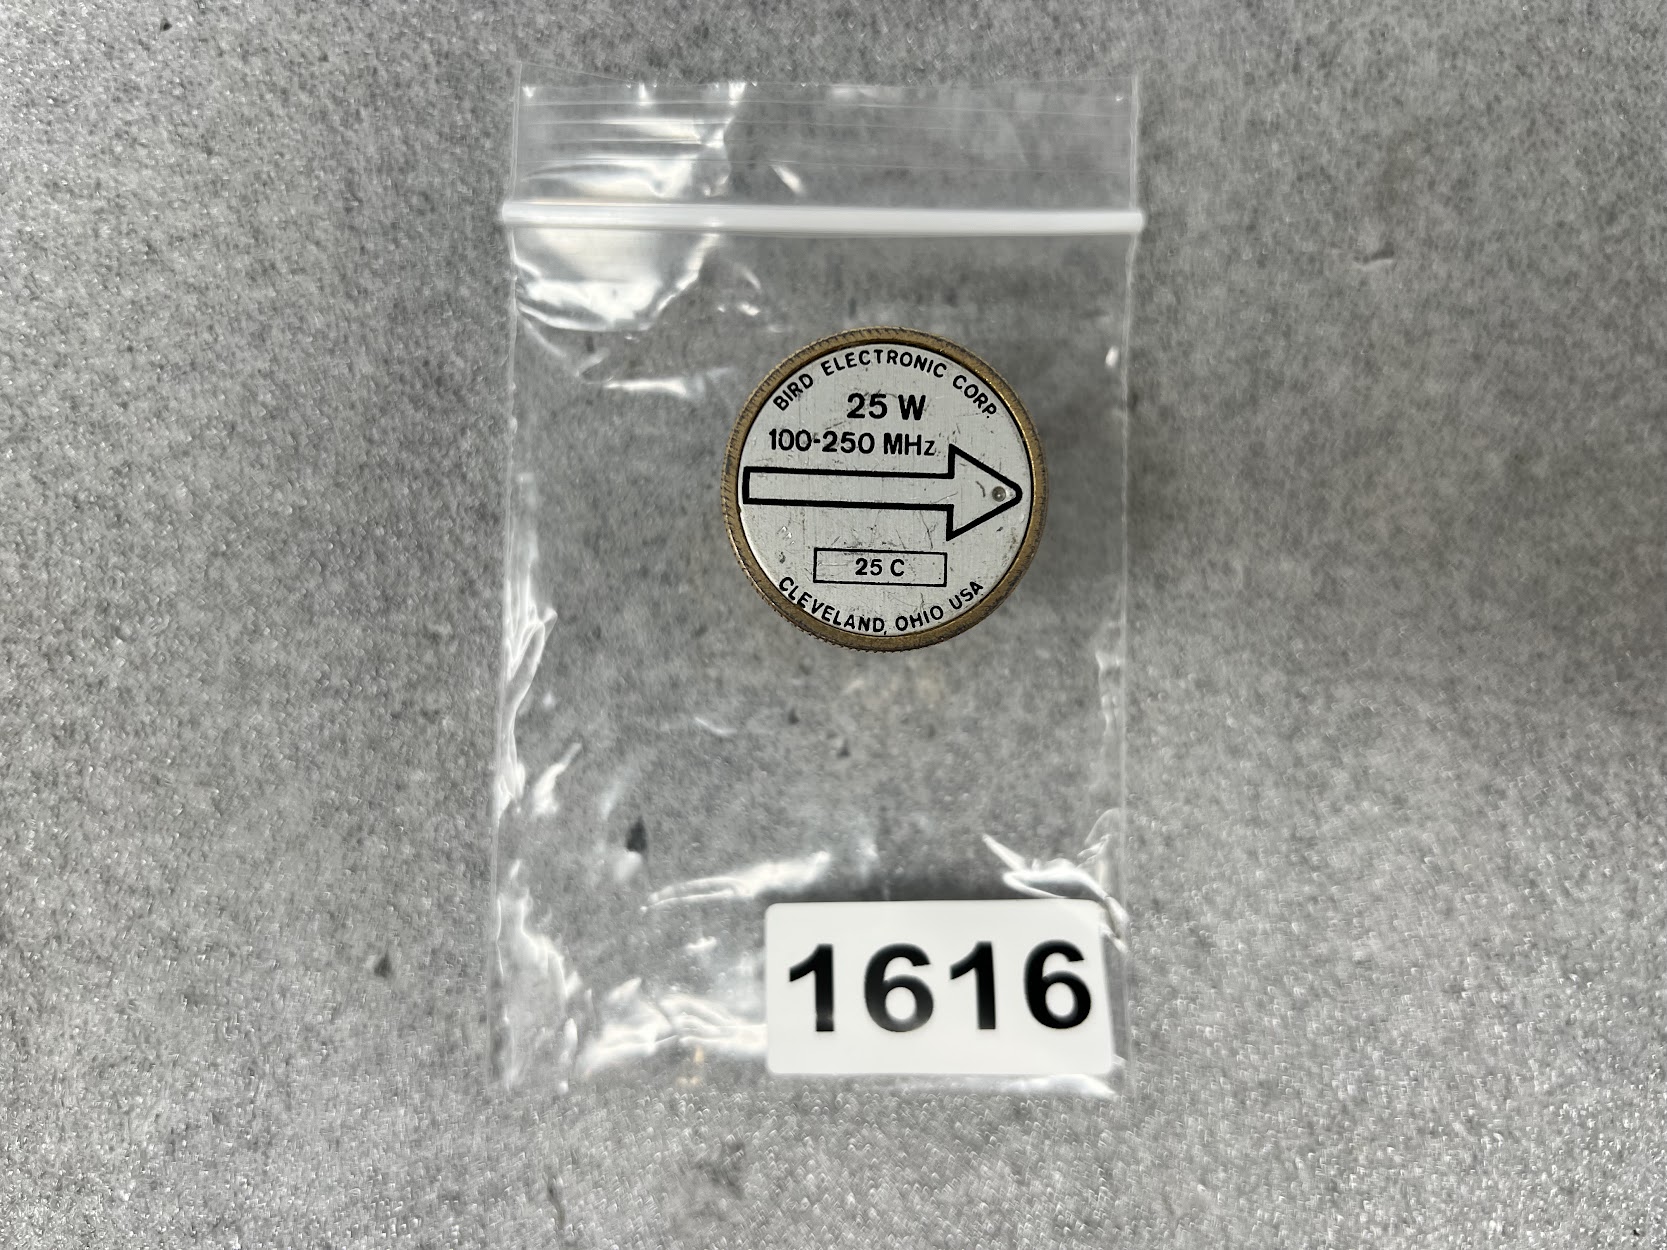 BIRD ELECTRONIC CORP.
25 W
100-250 MHz
25 C
CLEVELAND, OHIO USA
1616